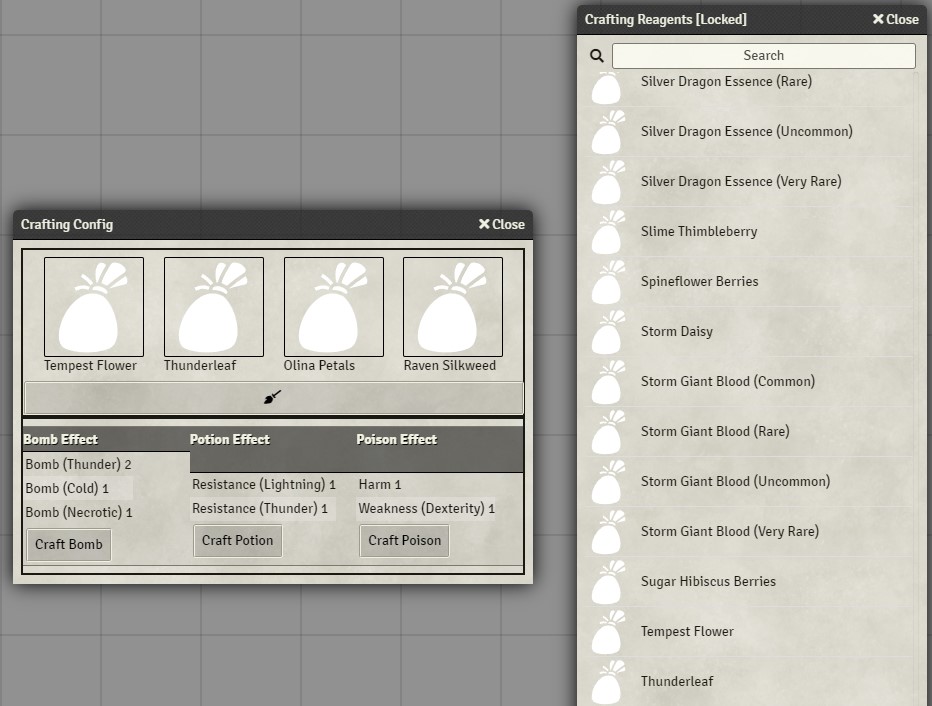 Crafting Reagents [Locked]
Close
Search
Silver Dragon Essence (Rare)
Silver Dragon Essence (Uncommon)
Silver Dragon Essence (Very Rare)
Slime Thimbleberry
Spineflower Berries
Storm Daisy
Storm Giant Blood (Common)
Storm Giant Blood (Rare)
Storm Giant Blood (Uncommon)
Storm Giant Blood (Very Rare)
Sugar Hibiscus Berries
Tempest Flower
Thunderleaf
Crafting Config
Close
Tempest Flower
Thunderleaf
Olina Petals
Raven Silkweed
Bomb Effect
Bomb (Thunder) 2
Bomb (Cold) 1
Bomb (Necrotic) 1
Craft Bomb
Potion Effect
Resistance (Lightning) 1
Resistance (Thunder) 1
Craft Potion
Poison Effect
Harm 1
Weakness (Dexterity) 1
Craft Poison